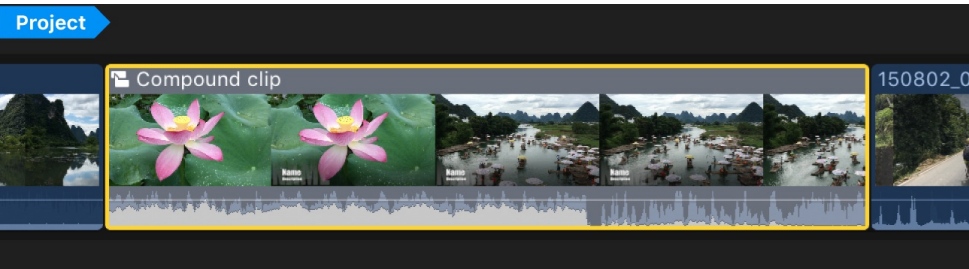 Project
Compound clip
150802_0
Name
Description
Name
Description
Name
Description